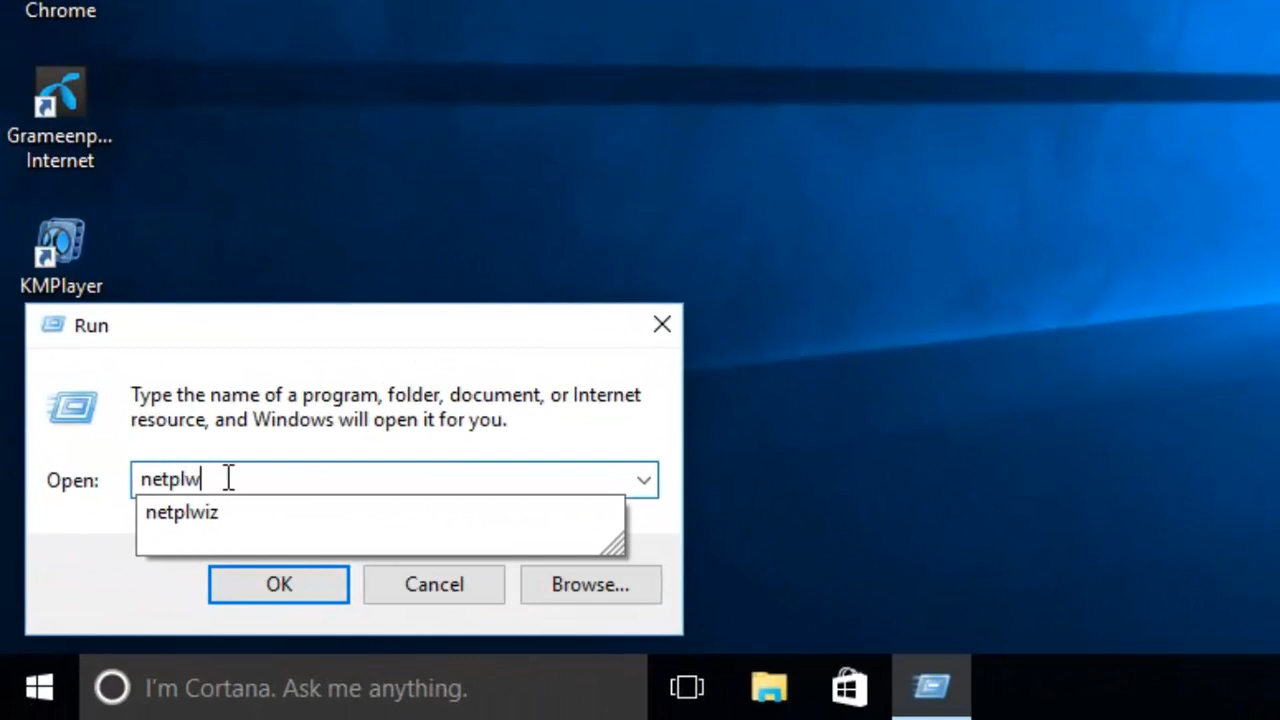 Chrome
Grameenp...
Internet
KMPlayer
Run
Type the name of a program, folder, document, or Internet
resource, and Windows will open it for you.
Open:
netplw
netplwiz
OK
Cancel
Browse...
I'm Cortana. Ask me anything.